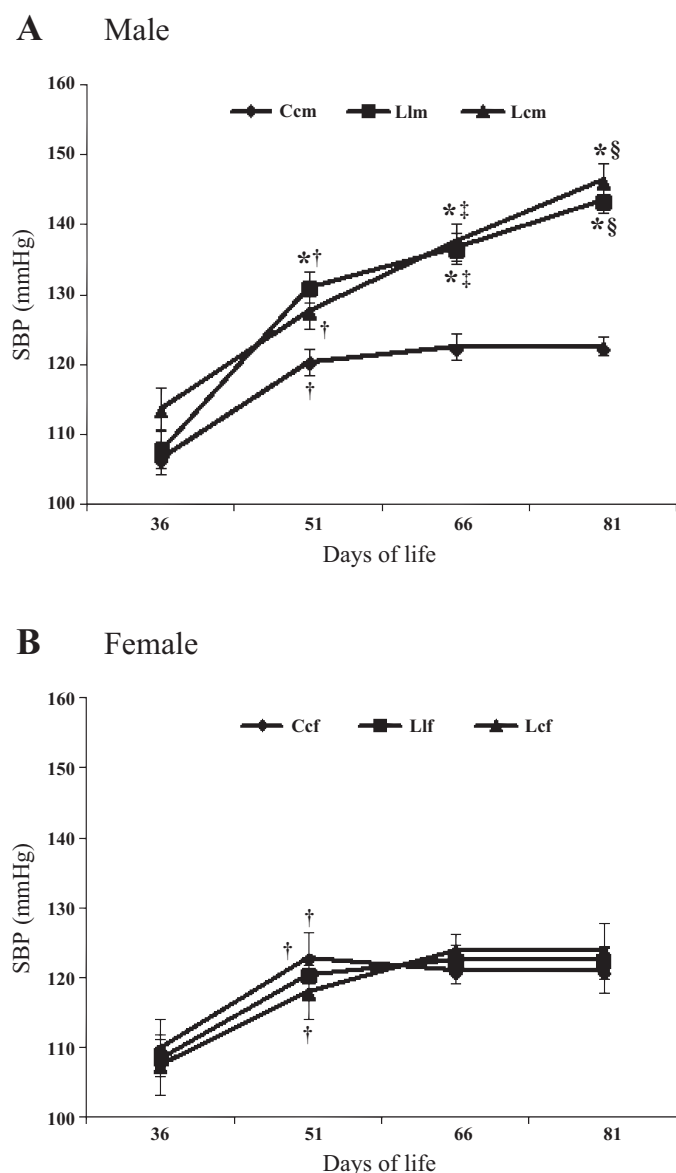 A Male
160
150
140
130
120
110
100
SBP (mmHg)
Ccm Llm Lcm
*§
*§
*‡
*‡
*†
†
†
36 51 66 81
Days of life
B Female
160
150
140
130
120
110
100
SBP (mmHg)
Ccf Llf Lcf
†
†
†
36 51 66 81
Days of life